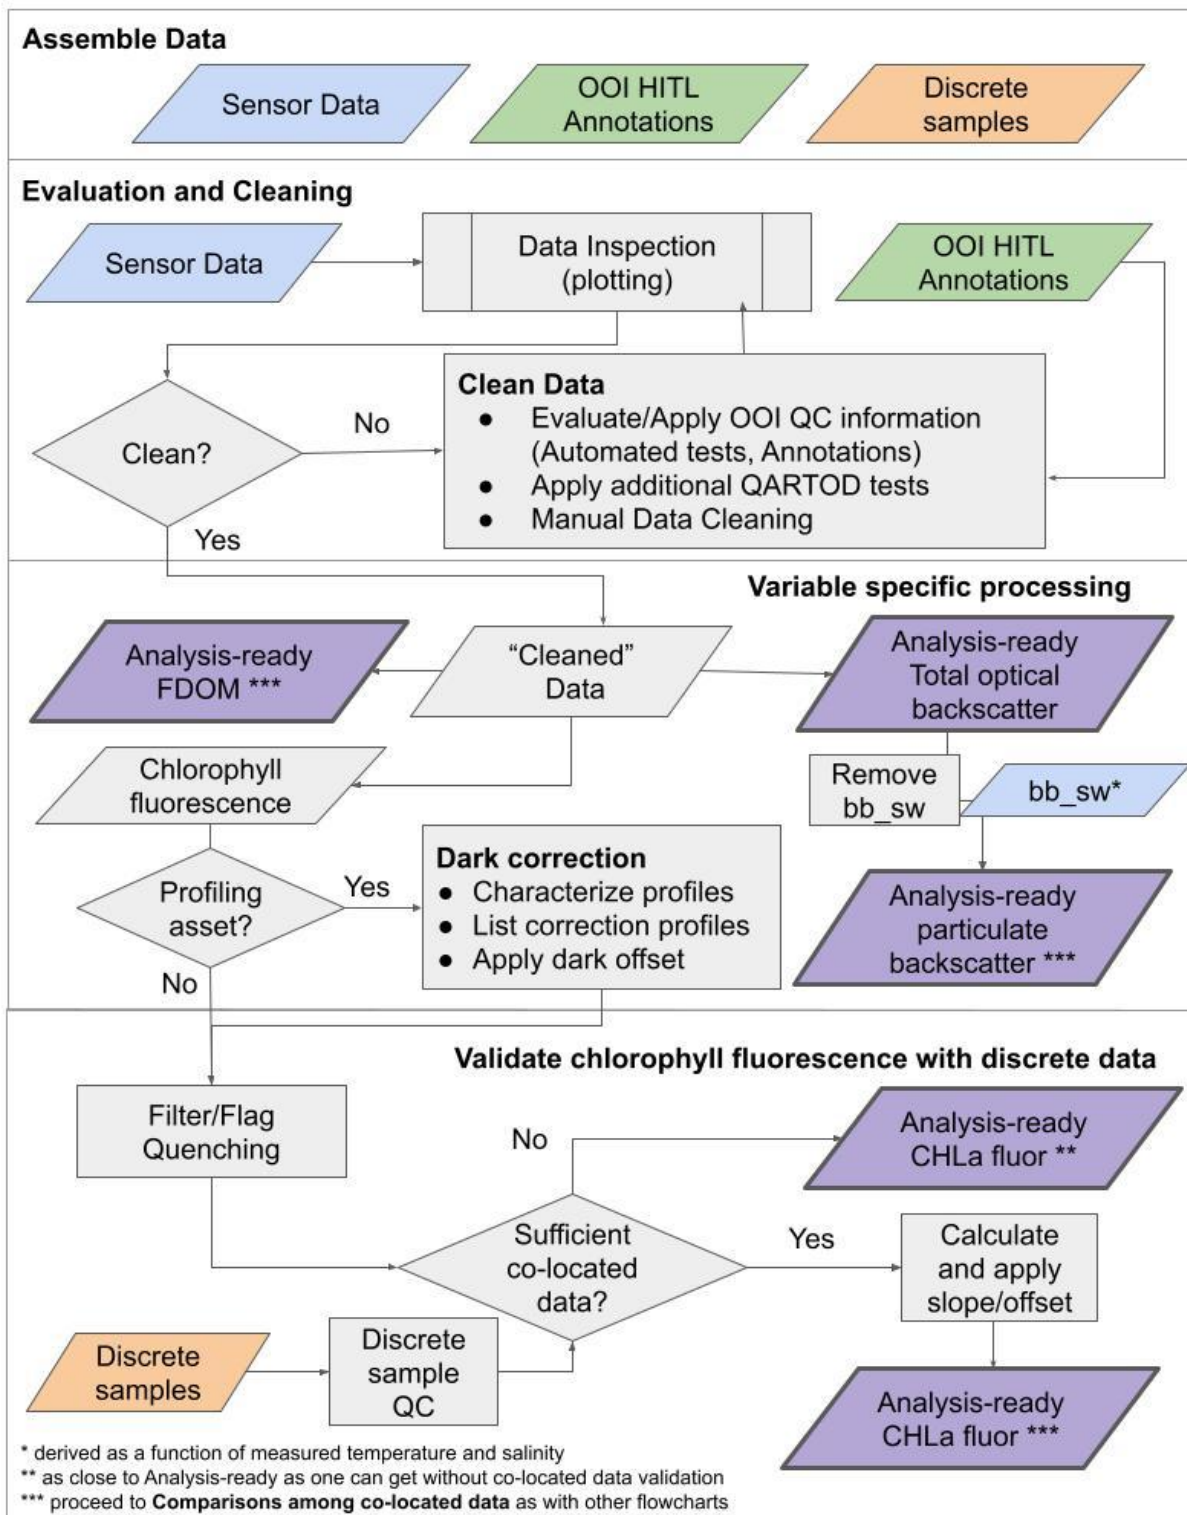 Assemble Data
Sensor Data
OOI HITL
Annotations
Discrete
samples
Evaluation and Cleaning
Sensor Data
Data Inspection
(plotting)
OOI HITL
Annotations
Clean?
No
Clean Data
● Evaluate/Apply OOI QC information
(Automated tests, Annotations)
● Apply additional QARTOD tests
● Manual Data Cleaning
Yes
Variable specific processing
Analysis-ready
FDOM ***
“Cleaned”
Data
Analysis-ready
Total optical
backscatter
Chlorophyll
fluorescence
Remove
bb_sw
bb_sw*
Profiling
asset?
Yes
Dark correction
● Characterize profiles
● List correction profiles
● Apply dark offset
Analysis-ready
particulate
backscatter ***
No
Validate chlorophyll fluorescence with discrete data
Filter/Flag
Quenching
No
Analysis-ready
CHLa fluor **
Sufficient
co-located
data?
Yes
Calculate
and apply
slope/offset
Discrete
samples
Discrete
sample
QC
Analysis-ready
CHLa fluor ***
* derived as a function of measured temperature and salinity
** as close to Analysis-ready as one can get without co-located data validation
*** proceed to Comparisons among co-located data as with other flowcharts